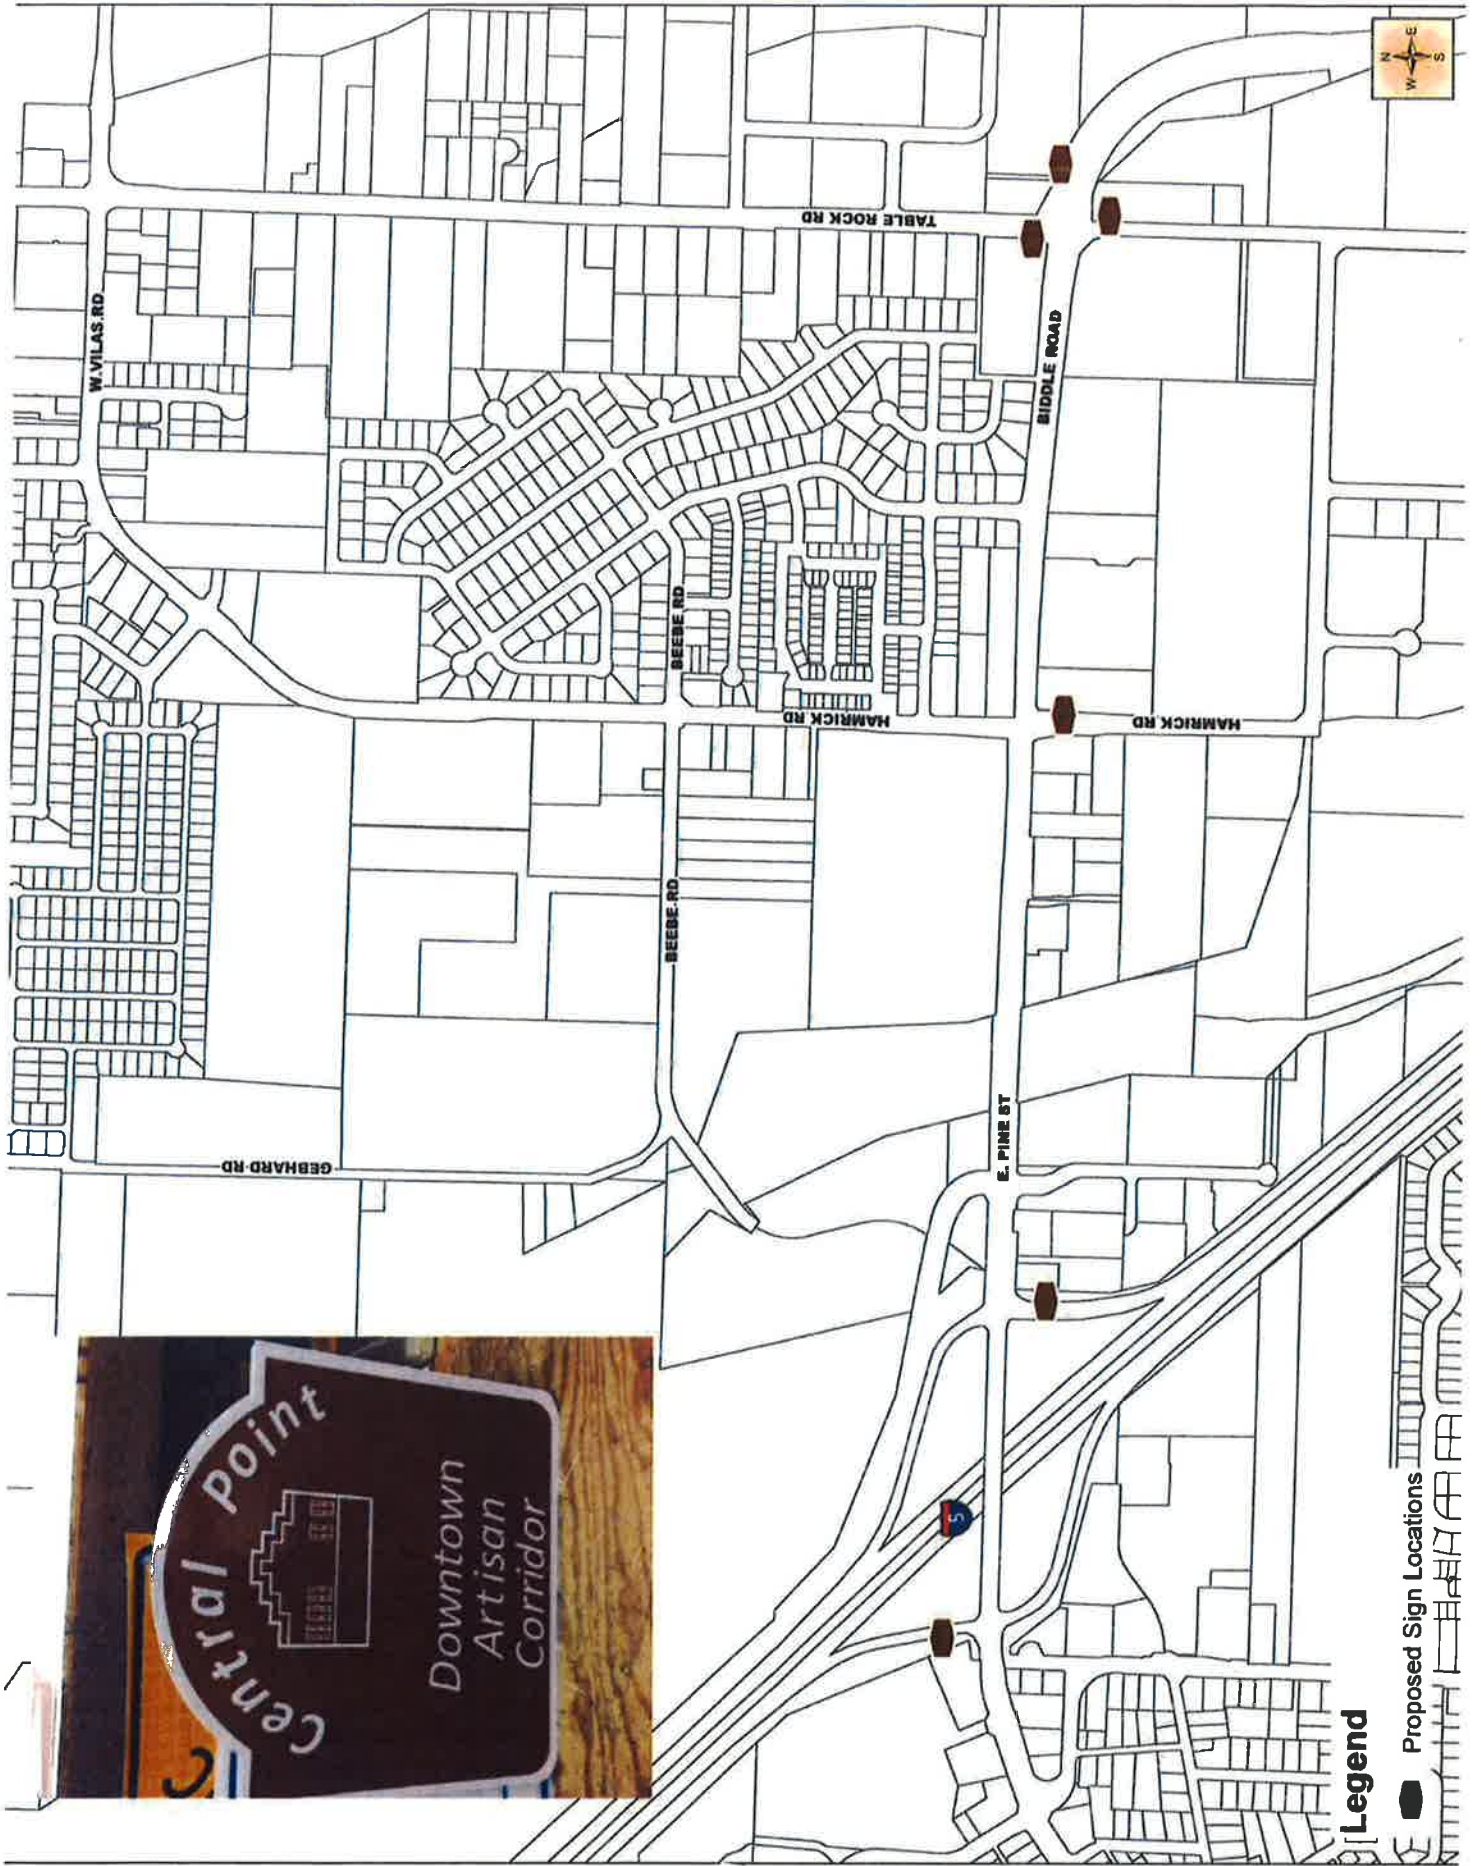 Central Point
Downtown
Artisan
Corridor
W.VILAS.RD
TABLE ROCK RD
BIDDLE ROAD
BEEBE RD
HAMRICK RD
HAMRICK RD
BEEBE-RD
GEBHARD-RD
E. PINE ST
5
N
W
E
S
Legend
Proposed Sign Locations